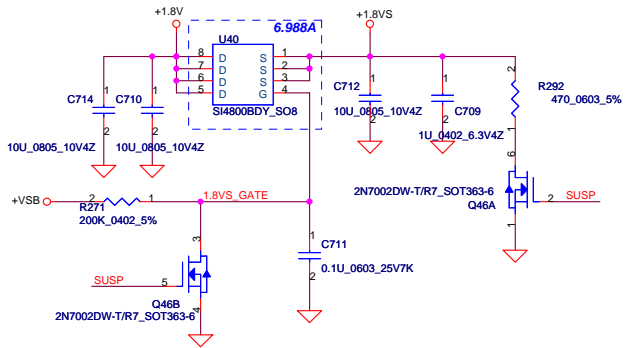 +1.8V
6.988A
+1.8VS
U40
8 D S 1
7 D S 2
6 D S 3
5 D G 4
SI4800BDY_SO8
1
C714
2
10U_0805_10V4Z
1
C710
2
10U_0805_10V4Z
1
C712
2
10U_0805_10V4Z
1
C709
2
1U_0402_6.3V4Z
2
R292
470_0603_5%
1
6
2N7002DW-T/R7_SOT363-6
Q46A
2 SUSP
1
+VSB
2 1
R271
200K_0402_5%
1.8VS_GATE
3
SUSP 5
4
Q46B
2N7002DW-T/R7_SOT363-6
1
C711
0.1U_0603_25V7K
2